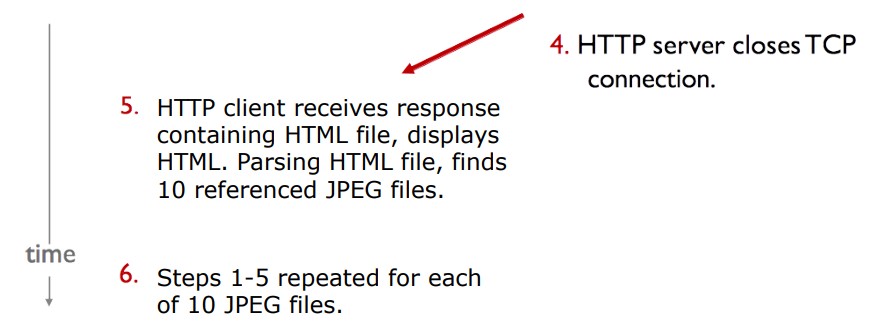 4. HTTP server closes TCP
connection.
5. HTTP client receives response
containing HTML file, displays
HTML. Parsing HTML file, finds
10 referenced JPEG files.
time
6. Steps 1-5 repeated for each
of 10 JPEG files.